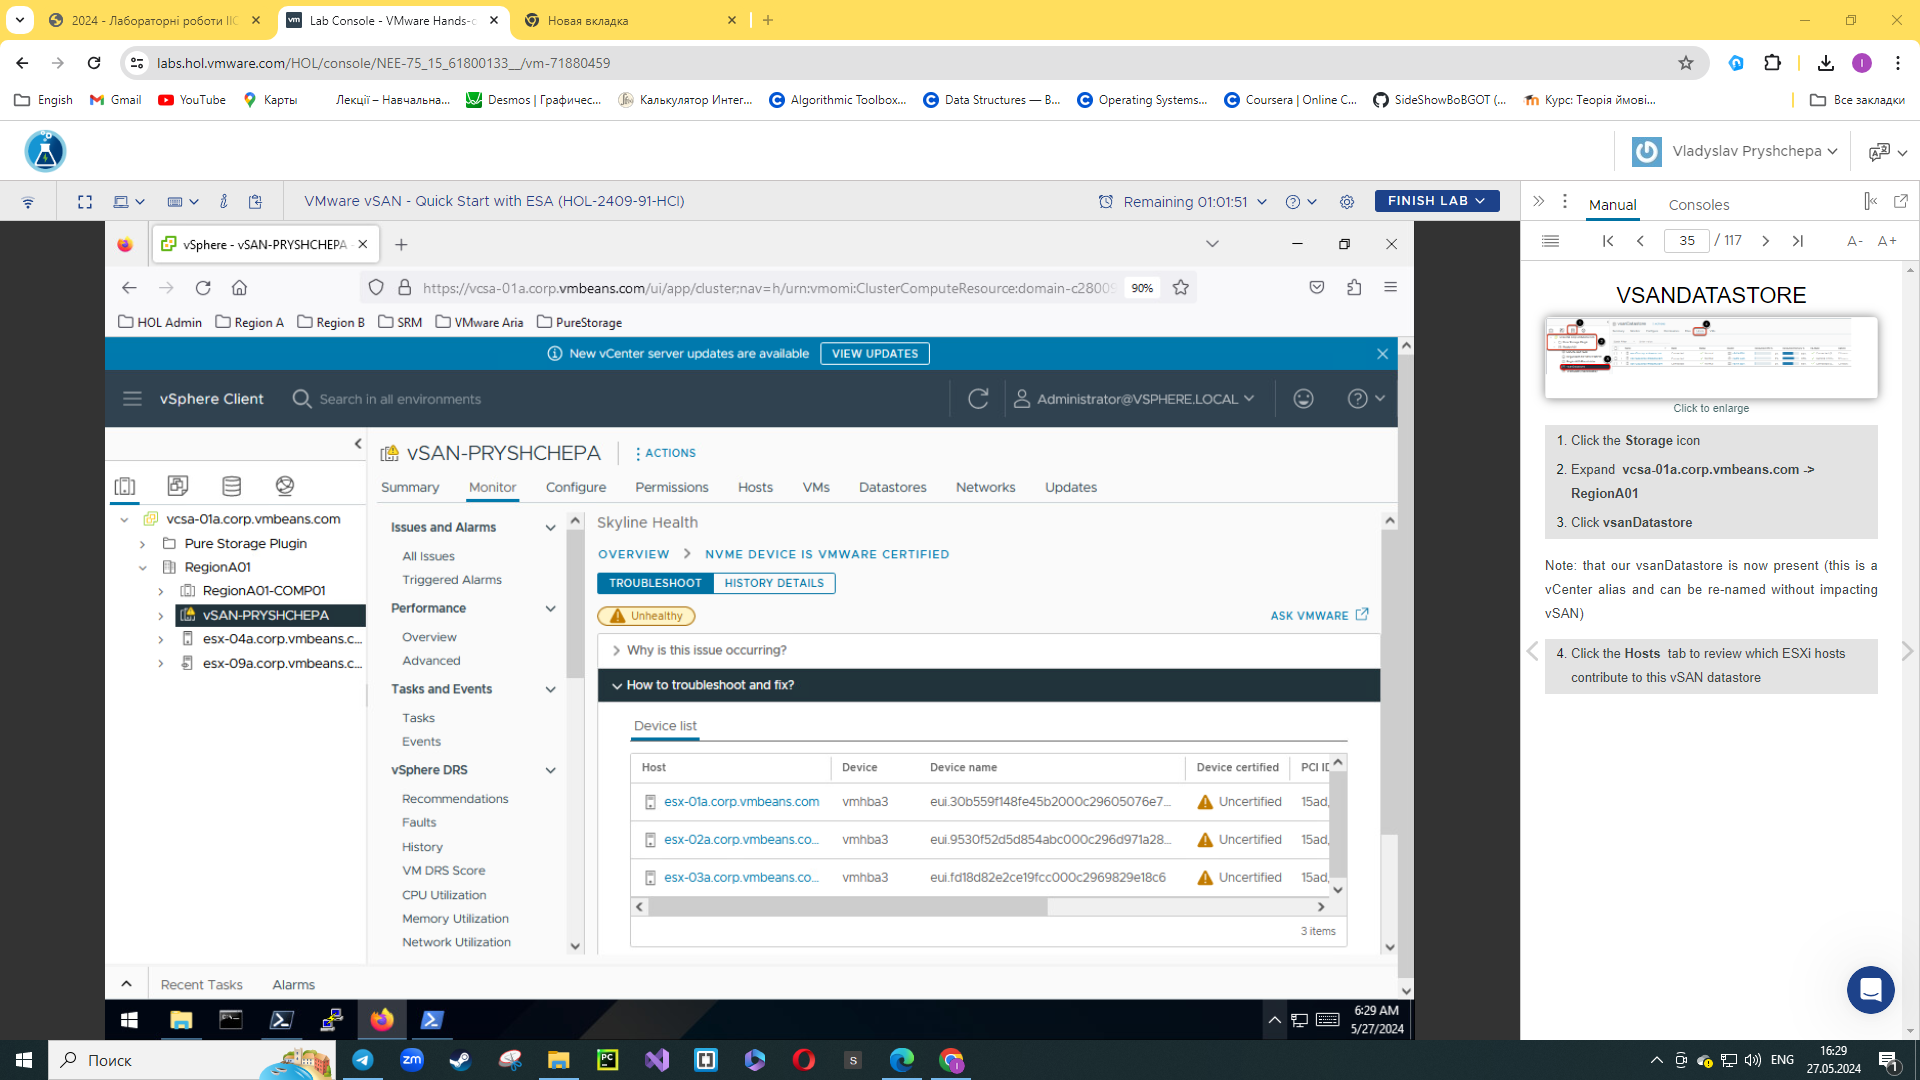 2024 - Лабораторні роботи ІІС
Lab Console - VMware Hands-o
Новая вкладка
labs.hol.vmware.com/HOL/console/NEE-75_15_61800133__/vm-71880459
Engish
Gmail
YouTube
Карты
Лекції – Навчальна...
Desmos | Графичес...
Калькулятор Интег...
Algorithmic Toolbox...
Data Structures — В...
Operating Systems...
Coursera | Online C...
SideShowBoBGOT (...
Курс: Теорія ймові...
Все закладки
Vladyslav Pryshchepa
VMware vSAN - Quick Start with ESA (HOL-2409-91-HCI)
Remaining 01:01:51
FINISH LAB
Manual
Consoles
35 / 117
A-
A+
vSphere - vSAN-PRYSHCHEPA
https://vcsa-01a.corp.vmbeans.com/ui/app/cluster;nav=h/urn:vmomi:ClusterComputeResource:domain-c2800
90%
HOL Admin
Region A
Region B
SRM
VMware Aria
PureStorage
New vCenter server updates are available
VIEW UPDATES
vSphere Client
Search in all environments
Administrator@VSPHERE.LOCAL
vSAN-PRYSHCHEPA
ACTIONS
Summary
Monitor
Configure
Permissions
Hosts
VMs
Datastores
Networks
Updates
vcsa-01a.corp.vmbeans.com
Pure Storage Plugin
RegionA01
RegionA01-COMP01
vSAN-PRYSHCHEPA
esx-04a.corp.vmbeans.c...
esx-09a.corp.vmbeans.c...
Issues and Alarms
All Issues
Triggered Alarms
Performance
Overview
Advanced
Tasks and Events
Tasks
Events
vSphere DRS
Recommendations
Faults
History
VM DRS Score
CPU Utilization
Memory Utilization
Network Utilization
Skyline Health
OVERVIEW
NVME DEVICE IS VMWARE CERTIFIED
TROUBLESHOOT
HISTORY DETAILS
Unhealthy
ASK VMWARE
Why is this issue occurring?
How to troubleshoot and fix?
Device list
Host
Device
Device name
Device certified
PCI ID
esx-01a.corp.vmbeans.com vmhba3 eui.30b559f148fe45b2000c29605076e7... Uncertified 15ad,
esx-02a.corp.vmbeans.co... vmhba3 eui.9530f52d5d854abc000c296d971a28... Uncertified 15ad,
esx-03a.corp.vmbeans.co... vmhba3 eui.fd18d82e2ce19fcc000c2969829e18c6 Uncertified 15ad,
3 items
Recent Tasks
Alarms
6:29 AM
5/27/2024
VSANDATASTORE
Click to enlarge
1. Click the Storage icon
2. Expand vcsa-01a.corp.vmbeans.com ->
RegionA01
3. Click vsanDatastore
Note: that our vsanDatastore is now present (this is a
vCenter alias and can be re-named without impacting
vSAN)
4. Click the Hosts tab to review which ESXi hosts
contribute to this vSAN datastore
Поиск
ENG
16:29
27.05.2024
1